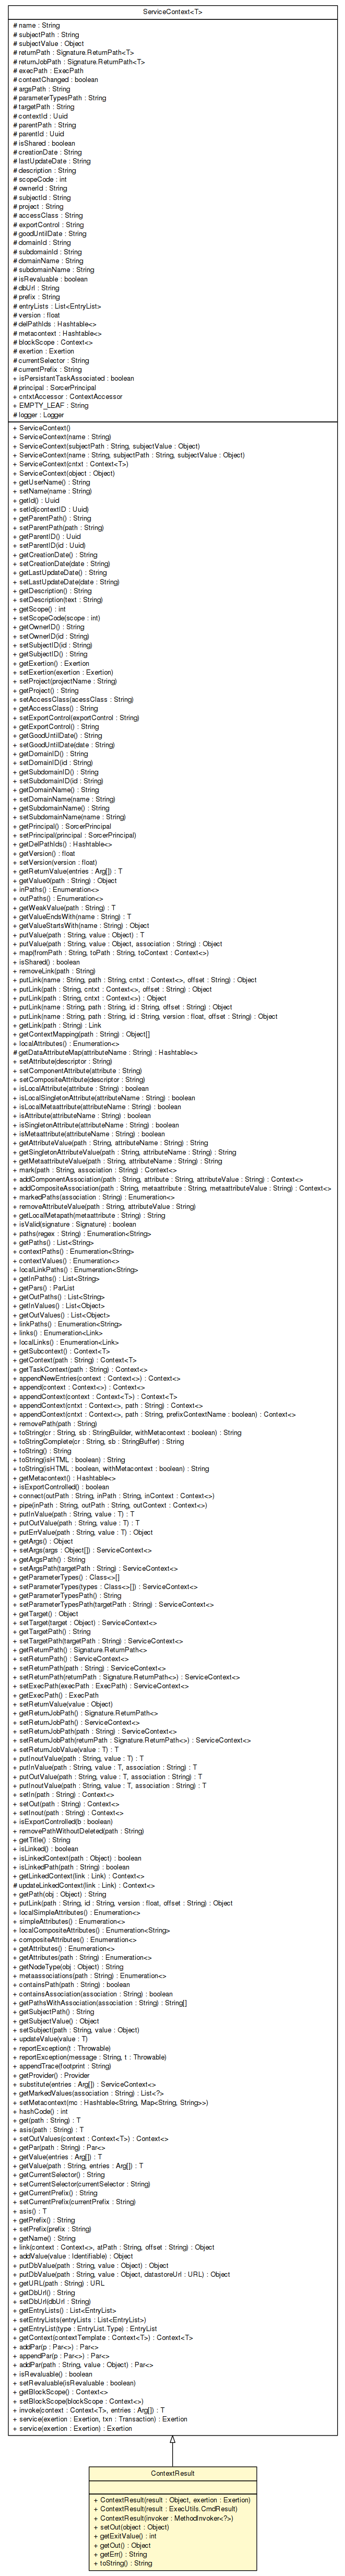 ServiceContext<T>
# name : String
# subjectPath : String
# subjectValue : Object
# returnPath : Signature.ReturnPath<T>
# returnJobPath : Signature.ReturnPath<T>
# execPath : ExecPath
# contextChanged : boolean
# argsPath : String
# parameterTypesPath : String
# targetPath : String
# contextId : Uuid
# parentPath : String
# parentId : Uuid
# isShared : boolean
# creationDate : String
# lastUpdateDate : String
# description : String
# scopeCode : int
# ownerId : String
# subjectId : String
# project : String
# accessClass : String
# exportControl : String
# goodUntilDate : String
# domainId : String
# subdomainId : String
# domainName : String
# subdomainName : String
# isRevaluable : boolean
# dbUrl : String
# prefix : String
# entryLists : List<EntryList>
# version : float
# delPathIds : Hashtable<>
# metacontext : Hashtable<>
# blockScope : Context<>
# exertion : Exertion
# currentSelector : String
# currentPrefix : String
+ isPersistantTaskAssociated : boolean
# principal : SorcerPrincipal
+ cntxtAccessor : ContextAccessor
+ EMPTY_LEAF : String
# logger : Logger
+ ServiceContext()
+ ServiceContext(name : String)
+ ServiceContext(subjectPath : String, subjectValue : Object)
+ ServiceContext(name : String, subjectPath : String, subjectValue : Object)
+ ServiceContext(cntxt : Context<T>)
+ ServiceContext(object : Object)
+ getUserName() : String
+ setName(name : String)
+ getId() : Uuid
+ setId(contextID : Uuid)
+ getParentPath() : String
+ setParentPath(path : String)
+ getParentID() : Uuid
+ setParentID(id : Uuid)
+ getCreationDate() : String
+ setCreationDate(date : String)
+ getLastUpdateDate() : String
+ setLastUpdateDate(date : String)
+ getDescription() : String
+ setDescription(text : String)
+ getScope() : int
+ setScopeCode(scope : int)
+ getOwnerID() : String
+ setOwnerID(id : String)
+ setSubjectID(id : String)
+ getSubjectID() : String
+ getExertion() : Exertion
+ setExertion(exertion : Exertion)
+ setProject(projectName : String)
+ getProject() : String
+ setAccessClass(acessClass : String)
+ getAccessClass() : String
+ setExportControl(exportControl : String)
+ getExportControl() : String
+ getGoodUntilDate() : String
+ setGoodUntilDate(date : String)
+ getDomainID() : String
+ setDomainID(id : String)
+ getSubdomainID() : String
+ setSubdomainID(id : String)
+ getDomainName() : String
+ setDomainName(name : String)
+ getSubdomainName() : String
+ setSubdomainName(name : String)
+ getPrincipal() : SorcerPrincipal
+ setPrincipal(principal : SorcerPrincipal)
+ getDelPathIds() : Hashtable<>
+ getVersion() : float
+ setVersion(version : float)
+ getReturnValue(entries : Arg[]) : T
+ getValue0(path : String) : Object
+ inPaths() : Enumeration<>
+ outPaths() : Enumeration<>
+ getWeakValue(path : String) : T
+ getValueEndsWith(name : String) : T
+ getValueStartsWith(name : String) : Object
+ putValue(path : String, value : Object) : T
+ putValue(path : String, value : Object, association : String) : Object
+ map(fromPath : String, toPath : String, toContext : Context<>)
+ isShared() : boolean
+ removeLink(path : String)
+ putLink(name : String, path : String, cntxt : Context<>, offset : String) : Object
+ putLink(path : String, cntxt : Context<>, offset : String) : Object
+ putLink(path : String, cntxt : Context<>) : Object
+ putLink(name : String, path : String, id : String, offset : String) : Object
+ putLink(name : String, path : String, id : String, version : float, offset : String) : Object
+ getLink(path : String) : Link
+ getContextMapping(path : String) : Object[]
+ localAttributes() : Enumeration<>
# getDataAttributeMap(attributeName : String) : Hashtable<>
+ setAttribute(descriptor : String)
+ setComponentAttribute(attribute : String)
+ setCompositeAttribute(descriptor : String)
+ isLocalAttribute(attribute : String) : boolean
+ isLocalSingletonAttribute(attributeName : String) : boolean
+ isLocalMetaattribute(attributeName : String) : boolean
+ isAttribute(attributeName : String) : boolean
+ isSingletonAttribute(attributeName : String) : boolean
+ isMetaattribute(attributeName : String) : boolean
+ getAttributeValue(path : String, attributeName : String) : String
+ getSingletonAttributeValue(path : String, attributeName : String) : String
+ getMetaattributeValue(path : String, attributeName : String) : String
+ mark(path : String, association : String) : Context<>
+ addComponentAssociation(path : String, attribute : String, attributeValue : String) : Context<>
+ addCompositeAssociation(path : String, metaattribute : String, metaattributeValue : String) : Context<>
+ markedPaths(association : String) : Enumeration<>
+ removeAttributeValue(path : String, attributeValue : String)
+ getLocalMetapath(metaattribute : String) : String
+ isValid(signature : Signature) : boolean
+ paths(regex : String) : Enumeration<String>
+ getPaths() : List<String>
+ contextPaths() : Enumeration<String>
+ contextValues() : Enumeration<>
+ localLinkPaths() : Enumeration<String>
+ getInPaths() : List<String>
+ getPars() : ParList
+ getOutPaths() : List<String>
+ getInValues() : List<Object>
+ getOutValues() : List<Object>
+ linkPaths() : Enumeration<String>
+ links() : Enumeration<Link>
+ localLinks() : Enumeration<Link>
+ getSubcontext() : Context<T>
+ getContext(path : String) : Context<T>
+ getTaskContext(path : String) : Context<>
+ appendNewEntries(context : Context<>) : Context<>
+ append(context : Context<>) : Context<>
+ appendContext(context : Context<T>) : Context<T>
+ appendContext(cntxt : Context<>, path : String) : Context<>
+ appendContext(cntxt : Context<>, path : String, prefixContextName : boolean) : Context<>
+ removePath(path : String)
+ toString(cr : String, sb : StringBuilder, withMetacontext : boolean) : String
+ toStringComplete(cr : String, sb : StringBuffer) : String
+ toString() : String
+ toString(isHTML : boolean) : String
+ toString(isHTML : boolean, withMetacontext : boolean) : String
+ getMetacontext() : Hashtable<>
+ isExportControlled() : boolean
+ connect(outPath : String, inPath : String, inContext : Context<>)
+ pipe(inPath : String, outPath : String, outContext : Context<>)
+ putInValue(path : String, value : T) : T
+ putOutValue(path : String, value : T) : T
+ putErrValue(path : String, value : T) : Object
+ getArgs() : Object
+ setArgs(args : Object[]) : ServiceContext<>
+ getArgsPath() : String
+ setArgsPath(targetPath : String) : ServiceContext<>
+ getParameterTypes() : Class<>[]
+ setParameterTypes(types : Class<>[]) : ServiceContext<>
+ getParameterTypesPath() : String
+ setParameterTypesPath(targetPath : String) : ServiceContext<>
+ getTarget() : Object
+ setTarget(target : Object) : ServiceContext<>
+ getTargetPath() : String
+ setTargetPath(targetPath : String) : ServiceContext<>
+ getReturnPath() : Signature.ReturnPath<>
+ setReturnPath() : ServiceContext<>
+ setReturnPath(path : String) : ServiceContext<>
+ setReturnPath(returnPath : Signature.ReturnPath<>) : ServiceContext<>
+ setExecPath(execPath : ExecPath) : ServiceContext<>
+ getExecPath() : ExecPath
+ setReturnValue(value : Object)
+ getReturnJobPath() : Signature.ReturnPath<>
+ setReturnJobPath() : ServiceContext<>
+ setReturnJobPath(path : String) : ServiceContext<>
+ setReturnJobPath(returnPath : Signature.ReturnPath<>) : ServiceContext<>
+ setReturnJobValue(value : T) : T
+ putInoutValue(path : String, value : T) : T
+ putInValue(path : String, value : T, association : String) : T
+ putOutValue(path : String, value : T, association : String) : T
+ putInoutValue(path : String, value : T, association : String) : T
+ setIn(path : String) : Context<>
+ setOut(path : String) : Context<>
+ setInout(path : String) : Context<>
+ isExportControlled(b : boolean)
+ removePathWithoutDeleted(path : String)
+ getTitle() : String
+ isLinked() : boolean
+ isLinkedContext(path : Object) : boolean
+ isLinkedPath(path : String) : boolean
+ getLinkedContext(link : Link) : Context<>
# updateLinkedContext(link : Link) : Context<>
+ getPath(obj : Object) : String
+ putLink(path : String, id : String, version : float, offset : String) : Object
+ localSimpleAttributes() : Enumeration<>
+ simpleAttributes() : Enumeration<>
+ localCompositeAttributes() : Enumeration<String>
+ compositeAttributes() : Enumeration<>
+ getAttributes() : Enumeration<>
+ getAttributes(path : String) : Enumeration<>
+ getNodeType(obj : Object) : String
+ metaassociations(path : String) : Enumeration<>
+ containsPath(path : String) : boolean
+ containsAssociation(association : String) : boolean
+ getPathsWithAssociation(association : String) : String[]
+ getSubjectPath() : String
+ getSubjectValue() : Object
+ setSubject(path : String, value : Object)
+ updateValue(value : T)
+ reportException(t : Throwable)
+ reportException(message : String, t : Throwable)
+ appendTrace(footprint : String)
+ getProvider() : Provider
+ substitute(entries : Arg[]) : ServiceContext<>
+ getMarkedValues(association : String) : List<?>
+ setMetacontext(mc : Hashtable<String, Map<String, String>>)
+ hashCode() : int
+ get(path : String) : T
+ asis(path : String) : T
+ setOutValues(context : Context<T>) : Context<>
+ getPar(path : String) : Par<>
+ getValue(entries : Arg[]) : T
+ getValue(path : String, entries : Arg[]) : T
+ getCurrentSelector() : String
+ setCurrentSelector(currentSelector : String)
+ getCurrentPrefix() : String
+ setCurrentPrefix(currentPrefix : String)
+ asis() : T
+ getPrefix() : String
+ setPrefix(prefix : String)
+ getName() : String
+ link(context : Context<>, atPath : String, offset : String) : Object
+ addValue(value : Identifiable) : Object
+ putDbValue(path : String, value : Object) : Object
+ putDbValue(path : String, value : Object, datastoreUrl : URL) : Object
+ getURL(path : String) : URL
+ getDbUrl() : String
+ setDbUrl(dbUrl : String)
+ getEntryLists() : List<EntryList>
+ setEntryLists(entryLists : List<EntryList>)
+ getEntryList(type : EntryList.Type) : EntryList
+ getContext(contextTemplate : Context<T>) : Context<T>
+ addPar(p : Par<>) : Par<>
+ appendPar(p : Par<>) : Par<>
+ addPar(path : String, value : Object) : Par<>
+ isRevaluable() : boolean
+ setRevaluable(isRevaluable : boolean)
+ getBlockScope() : Context<>
+ setBlockScope(blockScope : Context<>)
+ invoke(context : Context<T>, entries : Arg[]) : T
+ service(exertion : Exertion, txn : Transaction) : Exertion
+ service(exertion : Exertion) : Exertion
ContextResult
+ ContextResult(result : Object, exertion : Exertion)
+ ContextResult(result : ExecUtils.CmdResult)
+ ContextResult(invoker : MethodInvoker<?>)
+ setOut(object : Object)
+ getExitValue() : int
+ getOut() : Object
+ getErr() : String
+ toString() : String